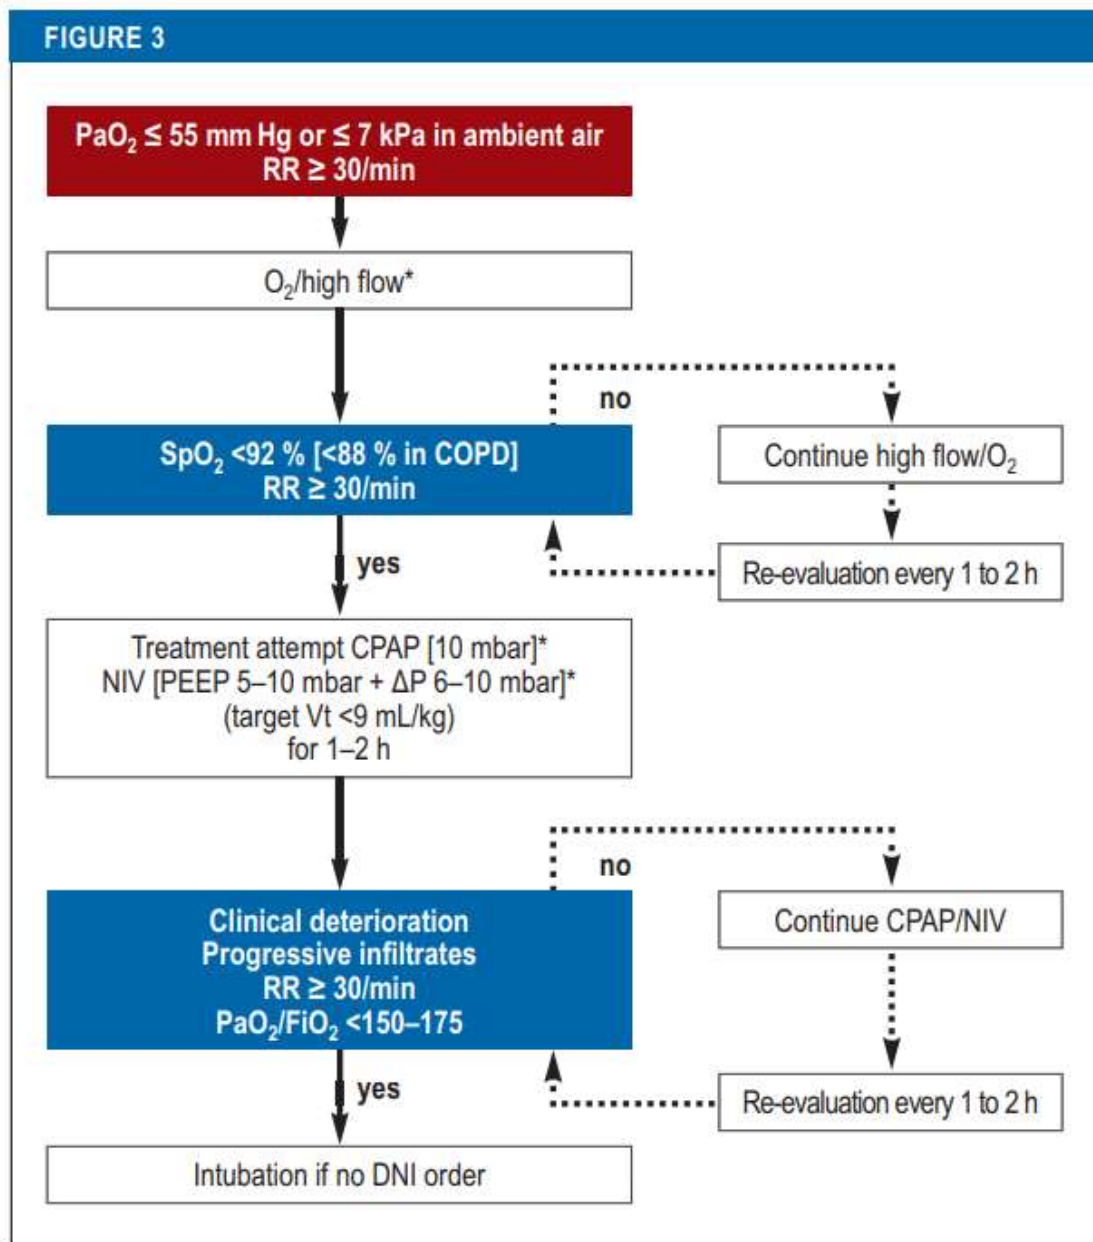 FIGURE 3
PaO₂ ≤ 55 mm Hg or ≤ 7 kPa in ambient air
RR ≥ 30/min
O₂/high flow*
no
SpO₂ <92 % [<88 % in COPD]
RR ≥ 30/min
Continue high flow/O₂
yes
Re-evaluation every 1 to 2 h
Treatment attempt CPAP [10 mbar]*
NIV [PEEP 5–10 mbar + ΔP 6–10 mbar]*
(target Vt <9 mL/kg)
for 1–2 h
no
Clinical deterioration
Progressive infiltrates
RR ≥ 30/min
PaO₂/FiO₂ <150–175
Continue CPAP/NIV
yes
Re-evaluation every 1 to 2 h
Intubation if no DNI order